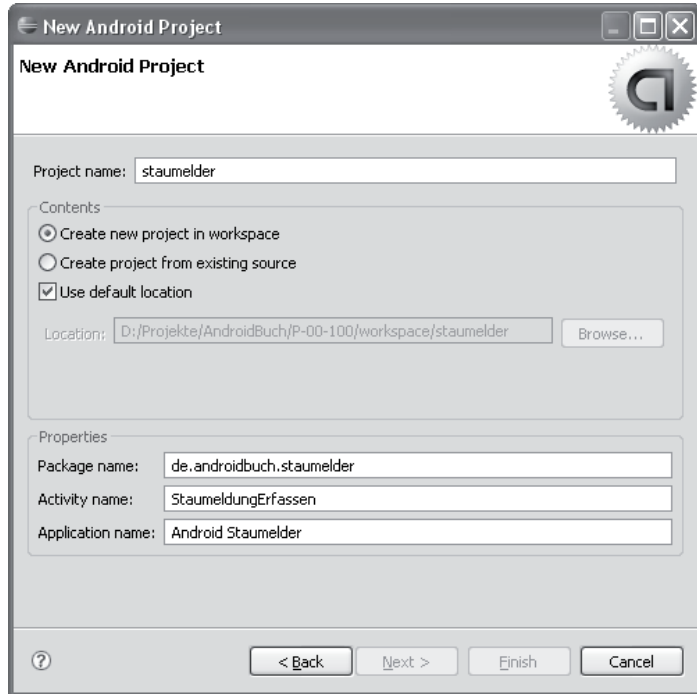 New Android Project
New Android Project
Project name: staumelder
Contents
Create new project in workspace
Create project from existing source
Use default location
Location: D:/Projekte/AndroidBuch/P-00-100/workspace/staumelder Browse...
Properties
Package name: de.androidbuch.staumelder
Activity name: StaumeldungErfassen
Application name: Android Staumelder
? < Back Next > Finish Cancel